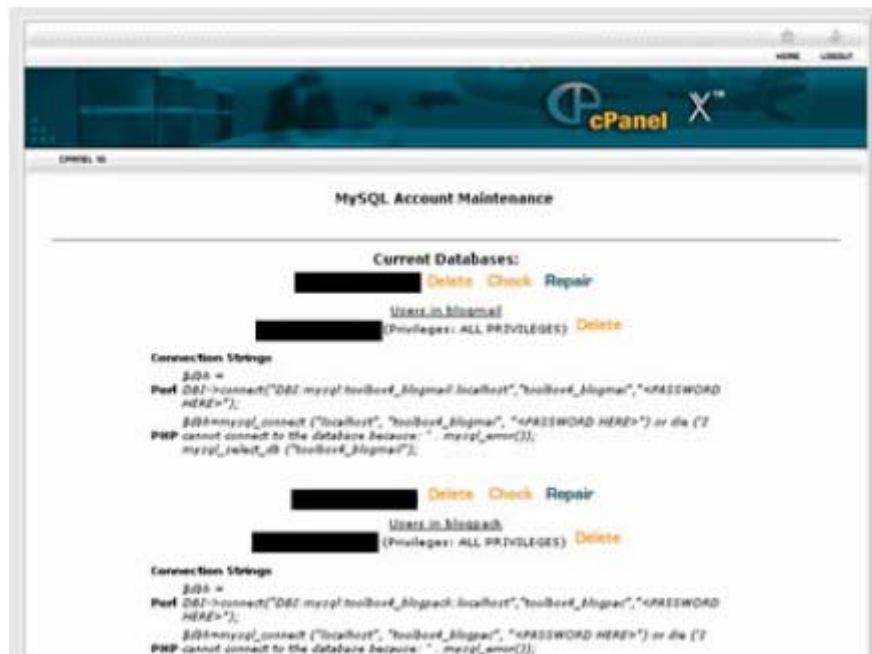 HOME LOGOUT
cPanel X™
CPANEL 10
MySQL Account Maintenance
Current Databases:
Delete Check Repair
Users in blogmail
(Privileges: ALL PRIVILEGES) Delete
Connection Strings
$dbh =
Perl DBI->connect("DBI:mysql:toolbox4_blogmail:localhost","toolbox4_blogmai","<PASSWORD
HERE>");
$dbh=mysql_connect ("localhost", "toolbox4_blogmai", "<PASSWORD HERE>") or die ('I
PHP cannot connect to the database because: ' . mysql_error());
mysql_select_db ("toolbox4_blogmail");
Delete Check Repair
Users in blogpack
(Privileges: ALL PRIVILEGES) Delete
Connection Strings
$dbh =
Perl DBI->connect("DBI:mysql:toolbox4_blogpack:localhost","toolbox4_blogpac","<PASSWORD
HERE>");
$dbh=mysql_connect ("localhost", "toolbox4_blogpac", "<PASSWORD HERE>") or die ('I
PHP cannot connect to the database because: ' . mysql_error());